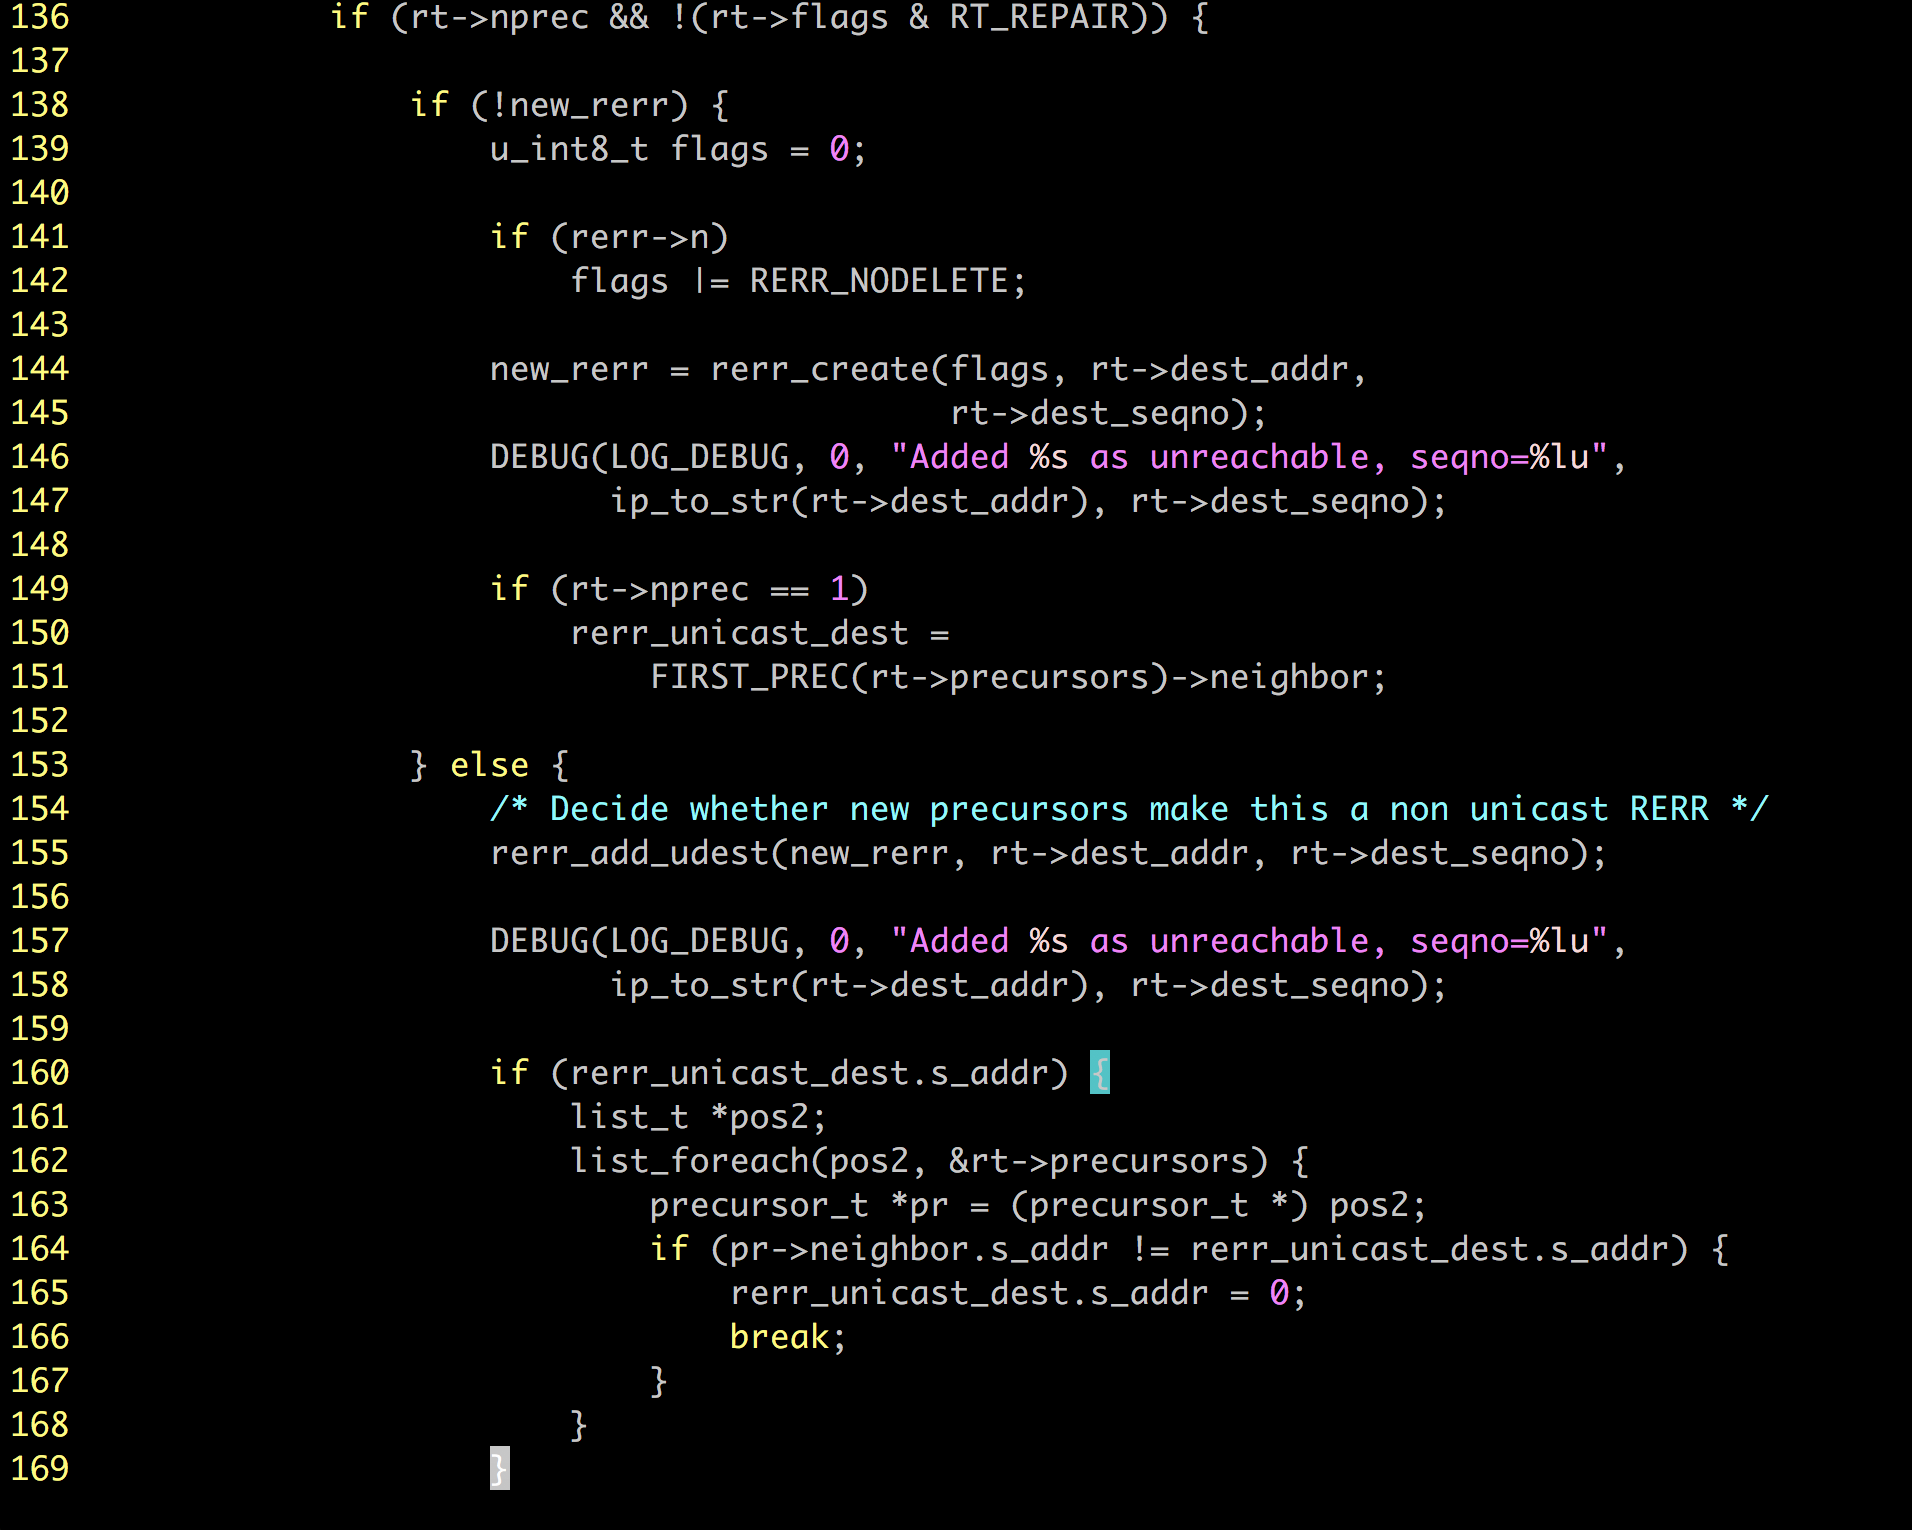 136             if (rt->nprec && !(rt->flags & RT_REPAIR)) {
137
138                 if (!new_rerr) {
139                     u_int8_t flags = 0;
140
141                     if (rerr->n)
142                         flags |= RERR_NODELETE;
143
144                     new_rerr = rerr_create(flags, rt->dest_addr,
145                                            rt->dest_seqno);
146                     DEBUG(LOG_DEBUG, 0, "Added %s as unreachable, seqno=%lu",
147                           ip_to_str(rt->dest_addr), rt->dest_seqno);
148
149                     if (rt->nprec == 1)
150                         rerr_unicast_dest =
151                             FIRST_PREC(rt->precursors)->neighbor;
152
153                 } else {
154                     /* Decide whether new precursors make this a non unicast RERR */
155                     rerr_add_udest(new_rerr, rt->dest_addr, rt->dest_seqno);
156
157                     DEBUG(LOG_DEBUG, 0, "Added %s as unreachable, seqno=%lu",
158                           ip_to_str(rt->dest_addr), rt->dest_seqno);
159
160                     if (rerr_unicast_dest.s_addr) {
161                         list_t *pos2;
162                         list_foreach(pos2, &rt->precursors) {
163                             precursor_t *pr = (precursor_t *) pos2;
164                             if (pr->neighbor.s_addr != rerr_unicast_dest.s_addr) {
165                                 rerr_unicast_dest.s_addr = 0;
166                                 break;
167                             }
168                         }
169                     }